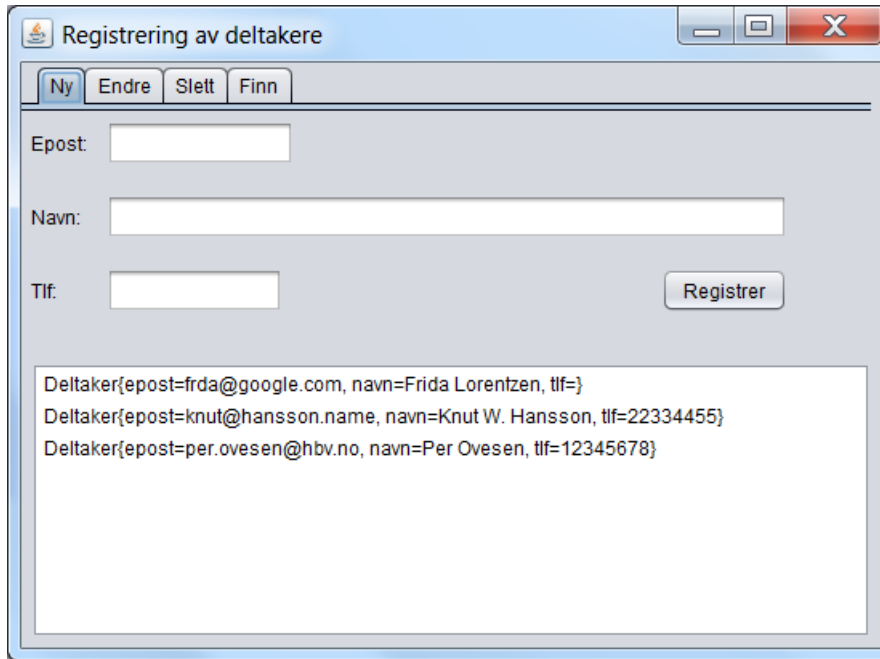 Registrering av deltakere
Ny Endre Slett Finn
Epost:
Navn:
Tlf:
Registrer
Deltaker{epost=frda@google.com, navn=Frida Lorentzen, tlf=}
Deltaker{epost=knut@hansson.name, navn=Knut W. Hansson, tlf=22334455}
Deltaker{epost=per.ovesen@hbv.no, navn=Per Ovesen, tlf=12345678}